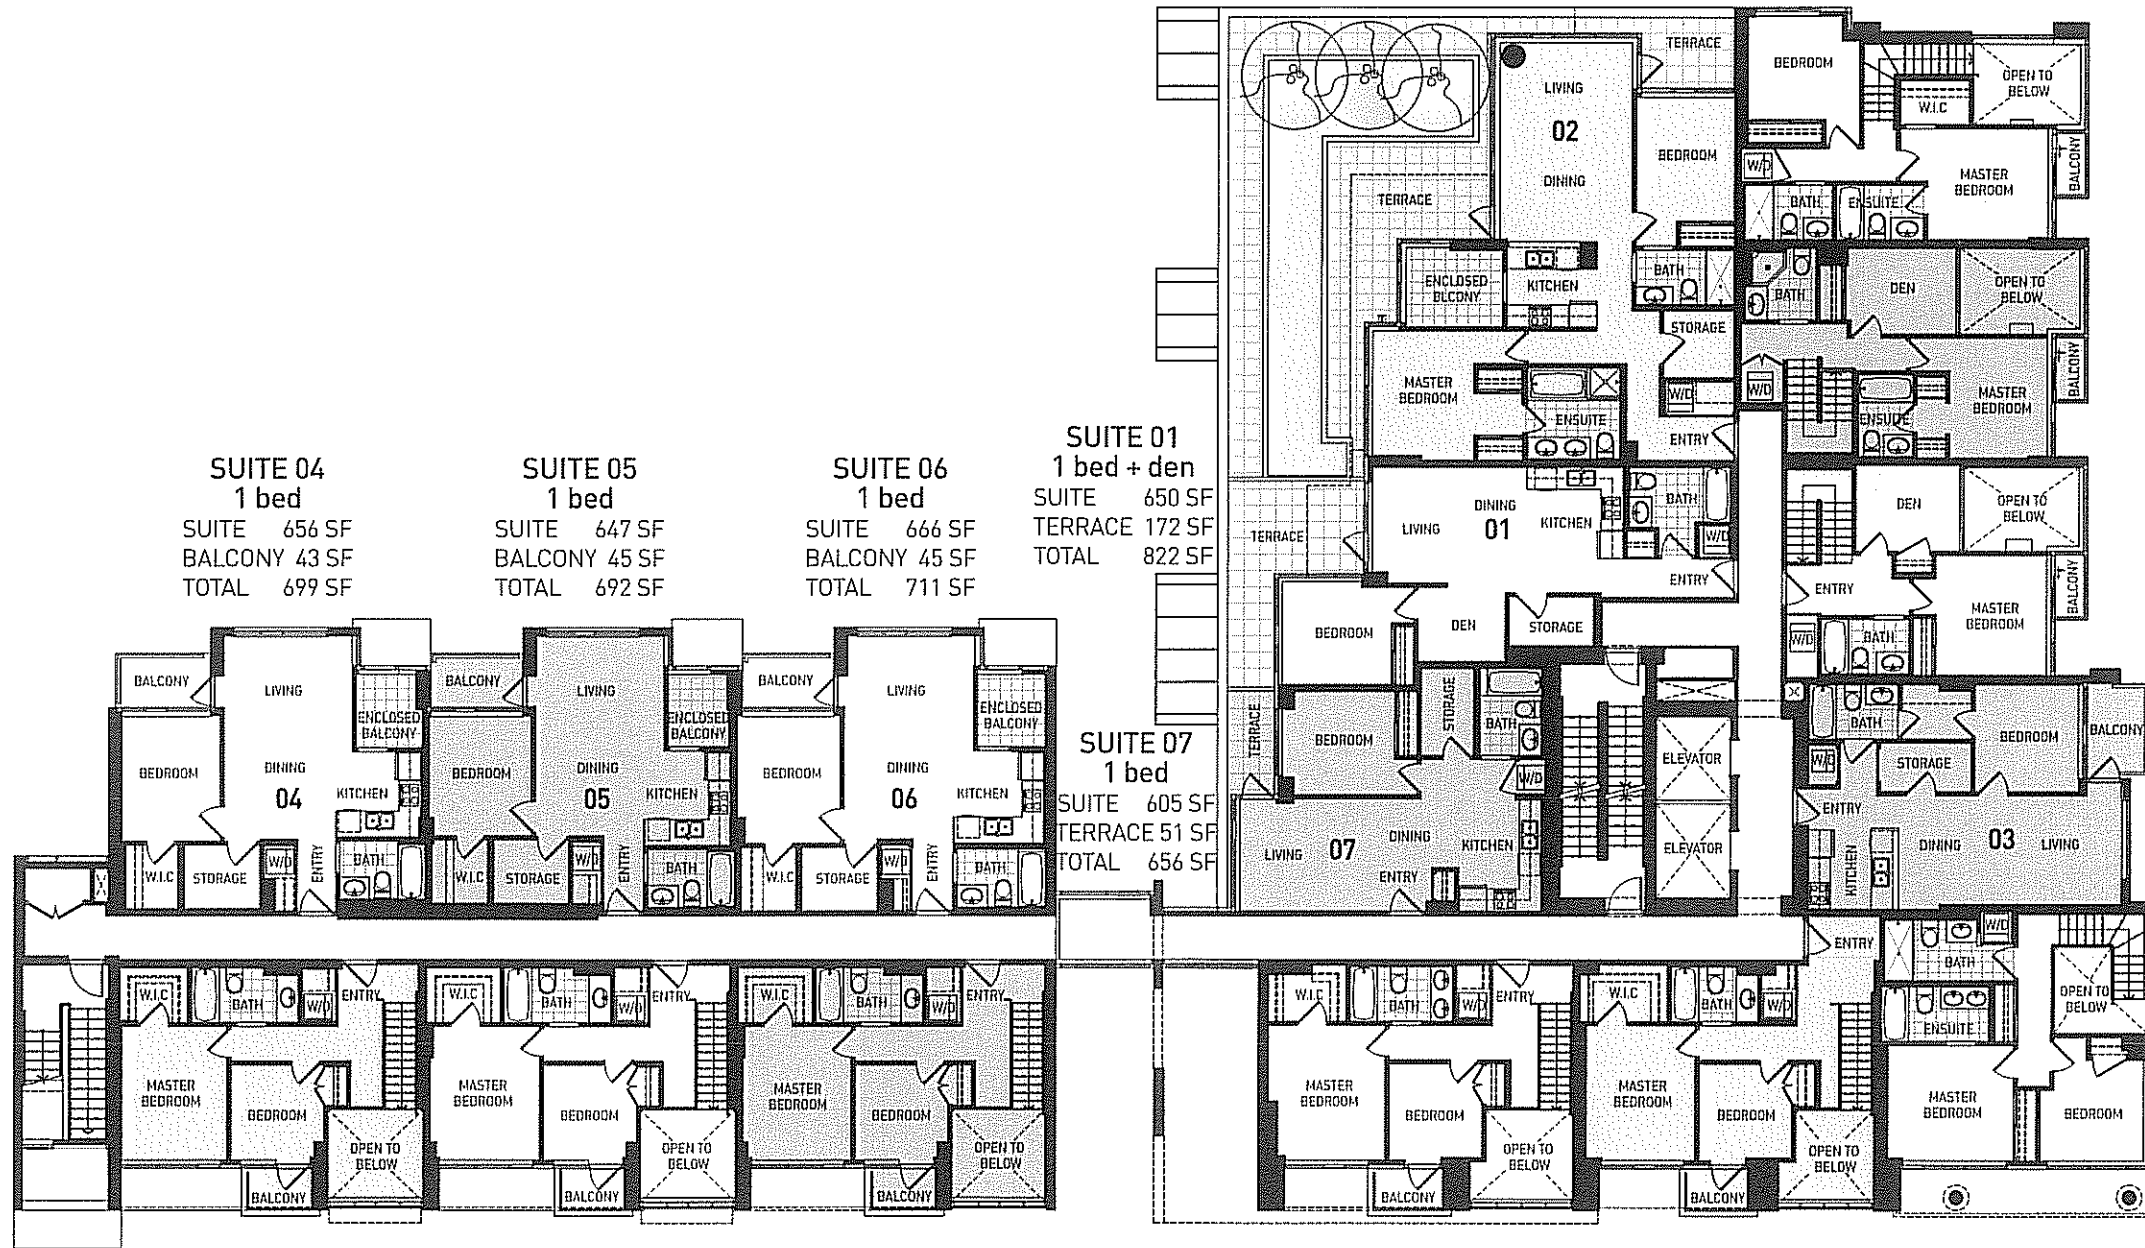 SUITE 04
1 bed
SUITE 656 SF
BALCONY 43 SF
TOTAL 699 SF
SUITE 05
1 bed
SUITE 647 SF
BALCONY 45 SF
TOTAL 692 SF
SUITE 06
1 bed
SUITE 666 SF
BALCONY 45 SF
TOTAL 711 SF
SUITE 01
1 bed + den
SUITE 650 SF
TERRACE 172 SF
TOTAL 822 SF
SUITE 07
1 bed
SUITE 605 SF
TERRACE 51 SF
TOTAL 656 SF
TERRACE
LIVING
02
DINING
BEDROOM
TERRACE
ENCLOSED
BLCONY
KITCHEN
BATH
STORAGE
MASTER
BEDROOM
ENSUITE
W/D
ENTRY
BEDROOM
W.I.C
OPEN TO
BELOW
W/D
MASTER
BEDROOM
BALCONY
BATH
ENSUITE
BATH
DEN
OPEN TO
BELOW
W/D
ENSUITE
MASTER
BEDROOM
BALCONY
DEN
OPEN TO
BELOW
ENTRY
MASTER
BEDROOM
BALCONY
W/D
BATH
TERRACE
LIVING
DINING
01
KITCHEN
BATH
W/D
ENTRY
BEDROOM
DEN
STORAGE
TERRACE
BEDROOM
STORAGE
BATH
W/D
LIVING
07
DINING
KITCHEN
ENTRY
ELEVATOR
ELEVATOR
BATH
BEDROOM
BALCONY
W/D
STORAGE
ENTRY
KITCHEN
DINING
03
LIVING
BALCONY
LIVING
ENCLOSED
BALCONY
BEDROOM
DINING
04
KITCHEN
W.I.C
STORAGE
W/D
ENTRY
BATH
BALCONY
LIVING
ENCLOSED
BALCONY
BEDROOM
DINING
05
KITCHEN
W.I.C
STORAGE
W/D
ENTRY
BATH
BALCONY
LIVING
ENCLOSED
BALCONY
BEDROOM
DINING
06
KITCHEN
W.I.C
STORAGE
W/D
ENTRY
BATH
W.I.C
BATH
W/D
ENTRY
MASTER
BEDROOM
BEDROOM
OPEN TO
BELOW
BALCONY
W.I.C
BATH
W/D
ENTRY
MASTER
BEDROOM
BEDROOM
OPEN TO
BELOW
BALCONY
W.I.C
BATH
W/D
ENTRY
MASTER
BEDROOM
BEDROOM
OPEN TO
BELOW
BALCONY
W.I.C
BATH
W/D
ENTRY
MASTER
BEDROOM
BEDROOM
OPEN TO
BELOW
BALCONY
W.I.C
BATH
W/D
ENTRY
MASTER
BEDROOM
BEDROOM
OPEN TO
BELOW
BALCONY
W/D
BATH
OPEN TO
BELOW
ENSUITE
MASTER
BEDROOM
BEDROOM